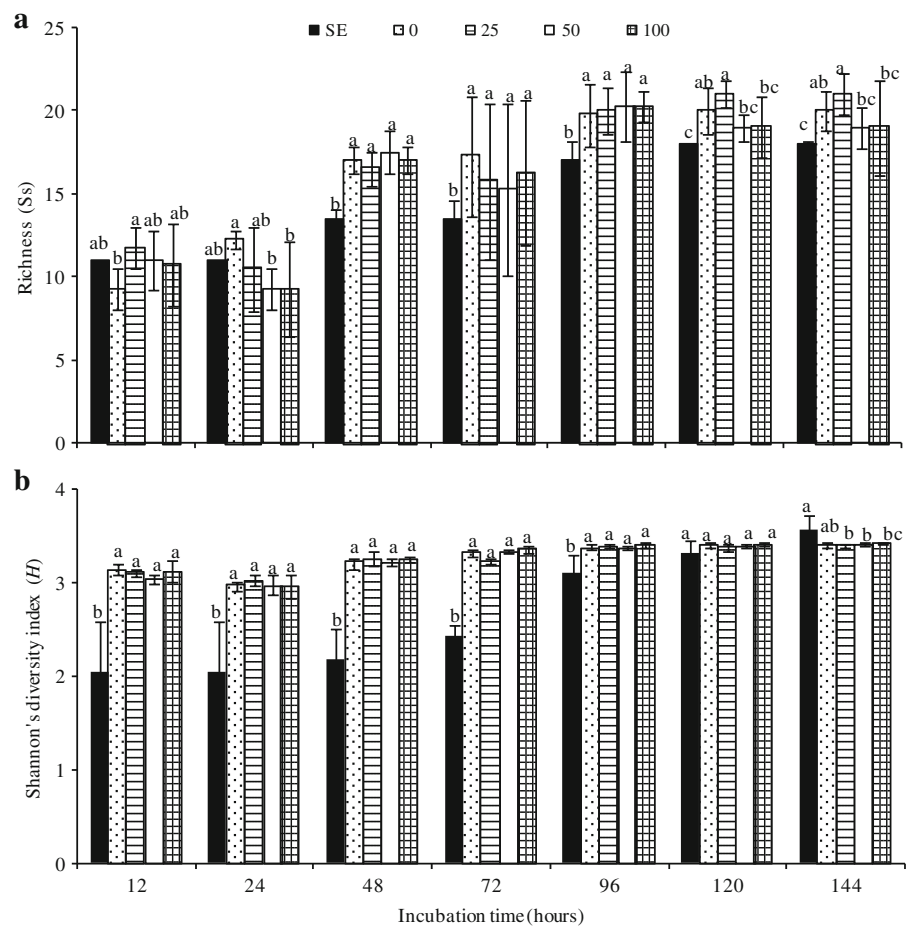 a
25
SE 0 25 50 100
20
15
10
5
0
Richness (Ss)
ab b a ab ab
ab a ab b b
b a a a a
b a a a a
b a a a a
c ab a bc bc
c ab a bc bc
b
4
3
2
1
0
Shannon's diversity index (H)
b a a a a
b a a a a
b a a a a
b a a a a
b a a a a
a a a a a
a ab b b bc
12 24 48 72 96 120 144
Incubation time (hours)